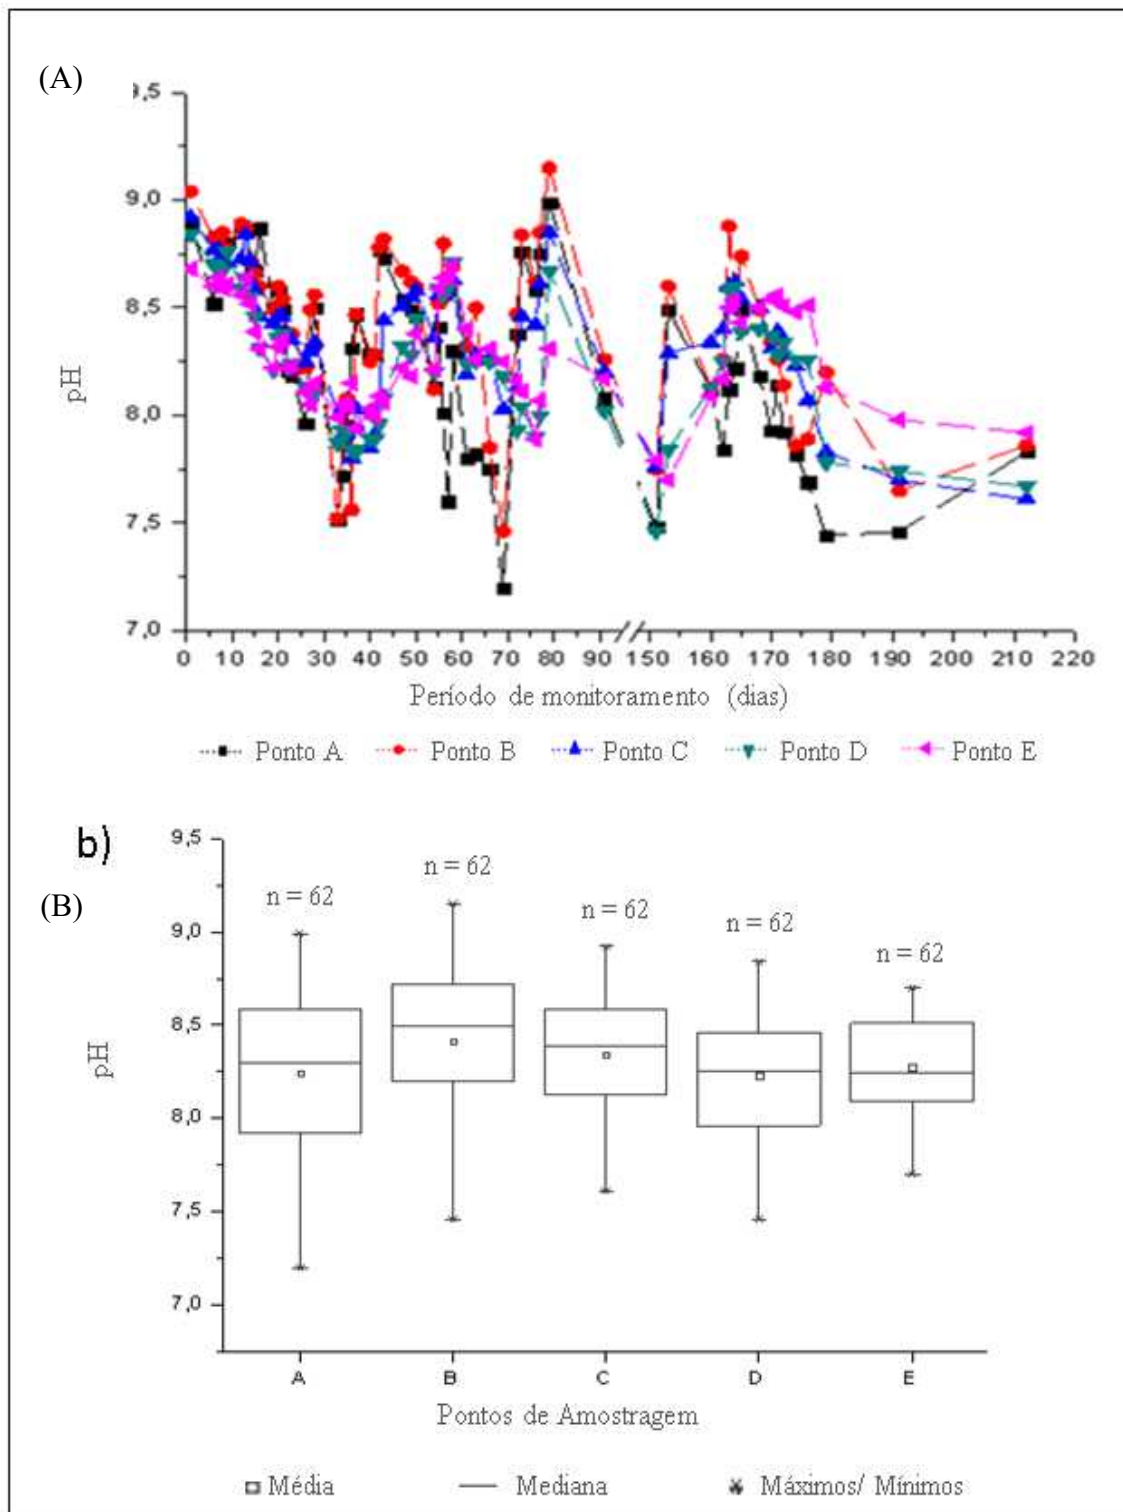 (A)
9,5
9,0
8,5
8,0
7,5
7,0
pH
0 10 20 30 40 50 60 70 80 90 150 160 170 180 190 200 210 220
Período de monitoramento (dias)
Ponto A Ponto B Ponto C Ponto D Ponto E
b)
(B)
9,5
9,0
8,5
8,0
7,5
7,0
pH
n = 62
n = 62
n = 62
n = 62
n = 62
A B C D E
Pontos de Amostragem
Média Mediana Máximos/ Mínimos